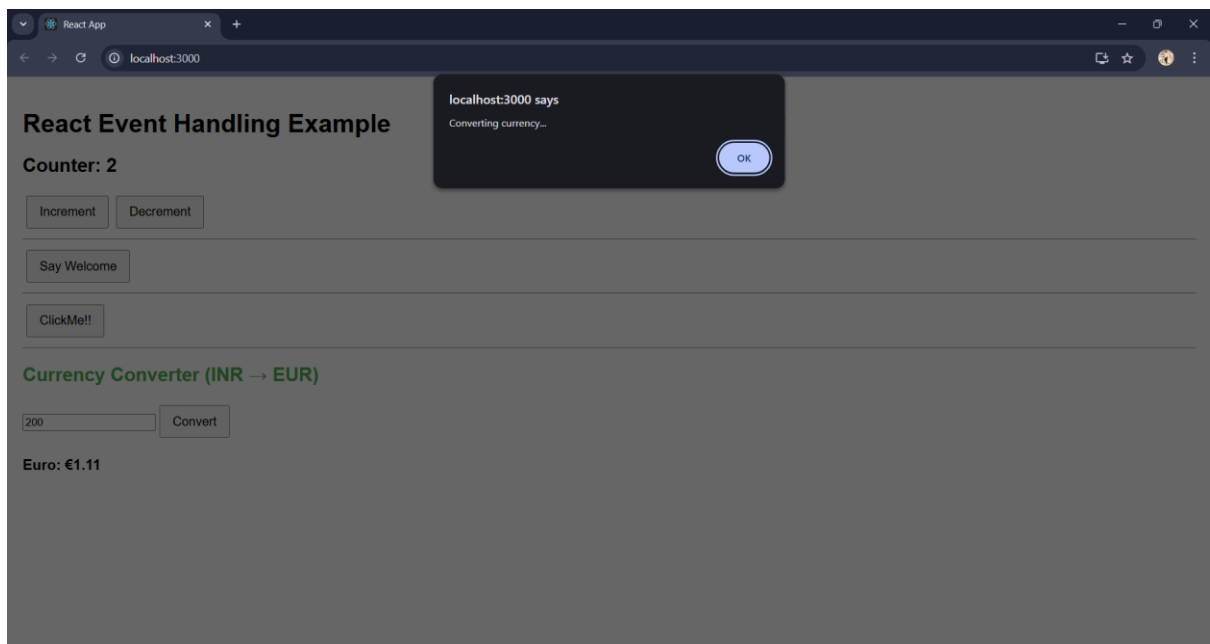 React App
localhost:3000
localhost:3000 says
Converting currency...
OK
React Event Handling Example
Counter: 2
Increment Decrement
Say Welcome
ClickMe!!
Currency Converter (INR → EUR)
200 Convert
Euro: €1.11